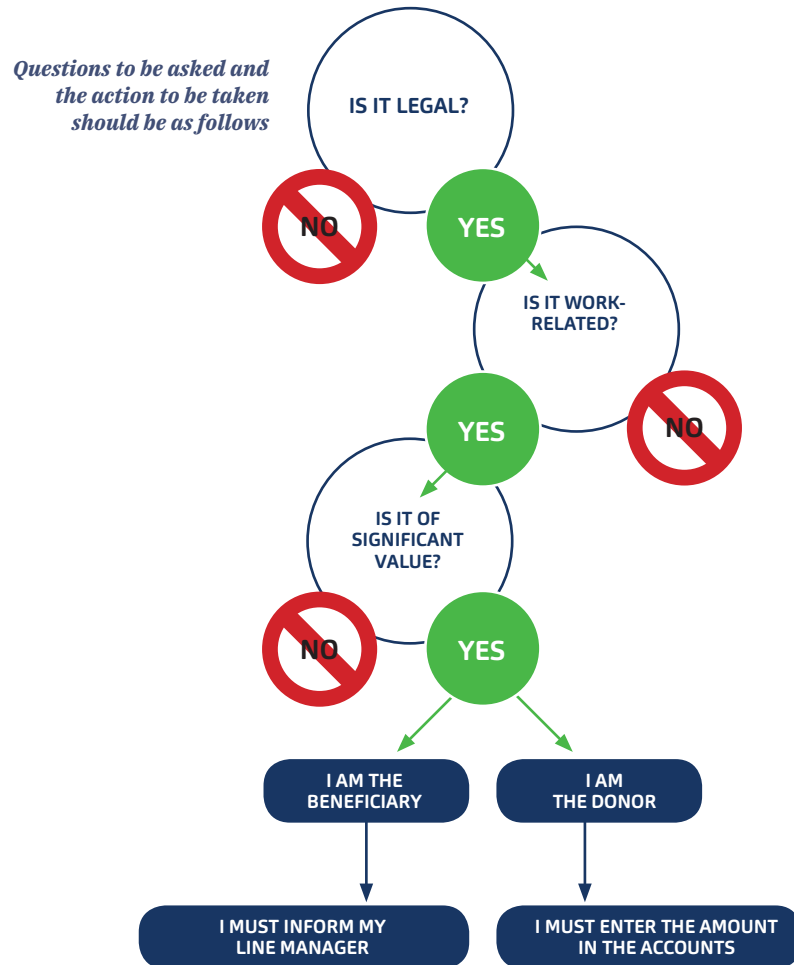 Questions to be asked and
the action to be taken
should be as follows
IS IT LEGAL?
NO
YES
IS IT WORK-
RELATED?
YES
NO
IS IT OF
SIGNIFICANT
VALUE?
NO
YES
I AM THE
BENEFICIARY
I AM
THE DONOR
I MUST INFORM MY
LINE MANAGER
I MUST ENTER THE AMOUNT
IN THE ACCOUNTS